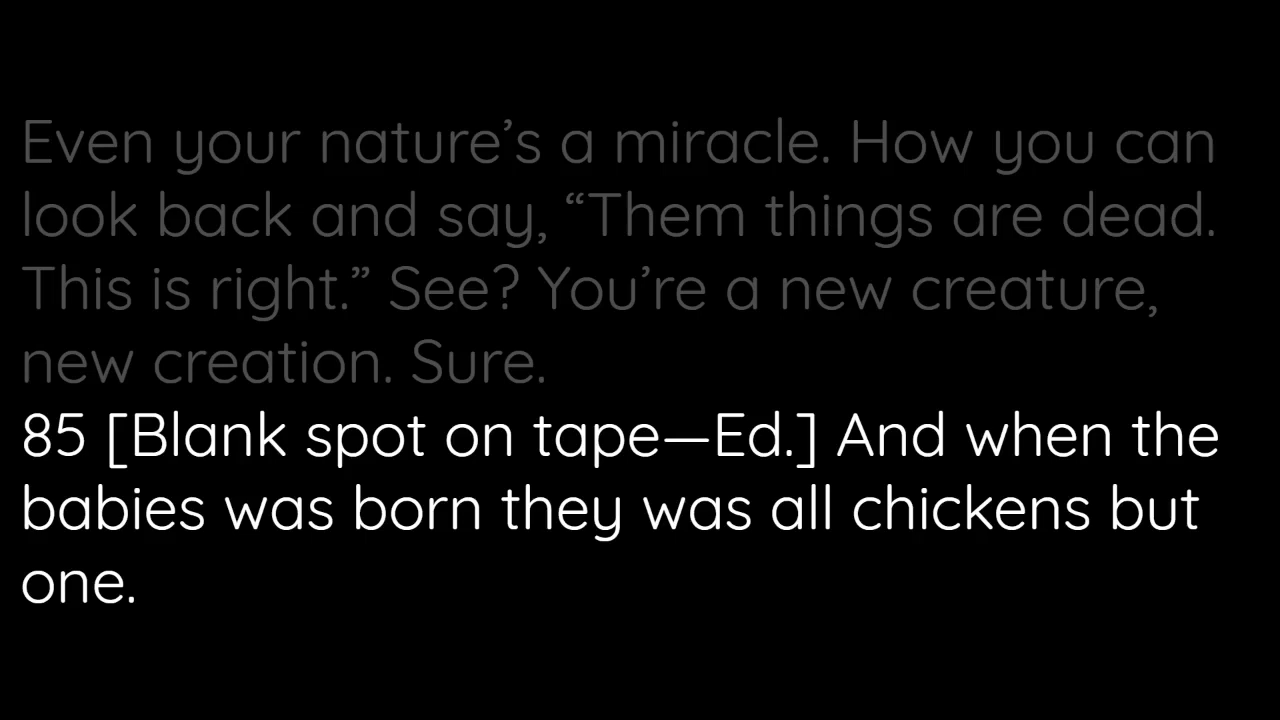 Even your nature’s a miracle. How you can
look back and say, “Them things are dead.
This is right.” See? You’re a new creature,
new creation. Sure.
85 [Blank spot on tape—Ed.] And when the
babies was born they was all chickens but
one.